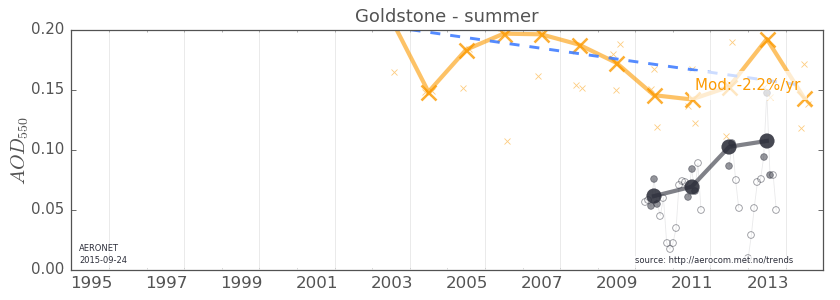 Goldstone - summer
0.20
0.15
0.10
0.05
0.00
AOD550
Mod: -2.2%/yr
AERONET
2015-09-24
source: http://aerocom.met.no/trends
1995 1997 1999 2001 2003 2005 2007 2009 2011 2013